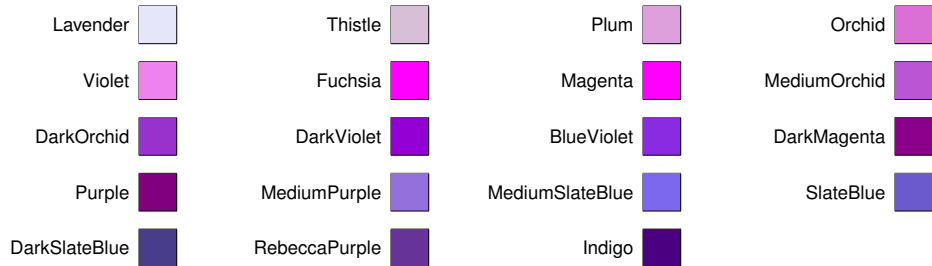 Lavender Thistle Plum Orchid
Violet Fuchsia Magenta MediumOrchid
DarkOrchid DarkViolet BlueViolet DarkMagenta
Purple MediumPurple MediumSlateBlue SlateBlue
DarkSlateBlue RebeccaPurple Indigo